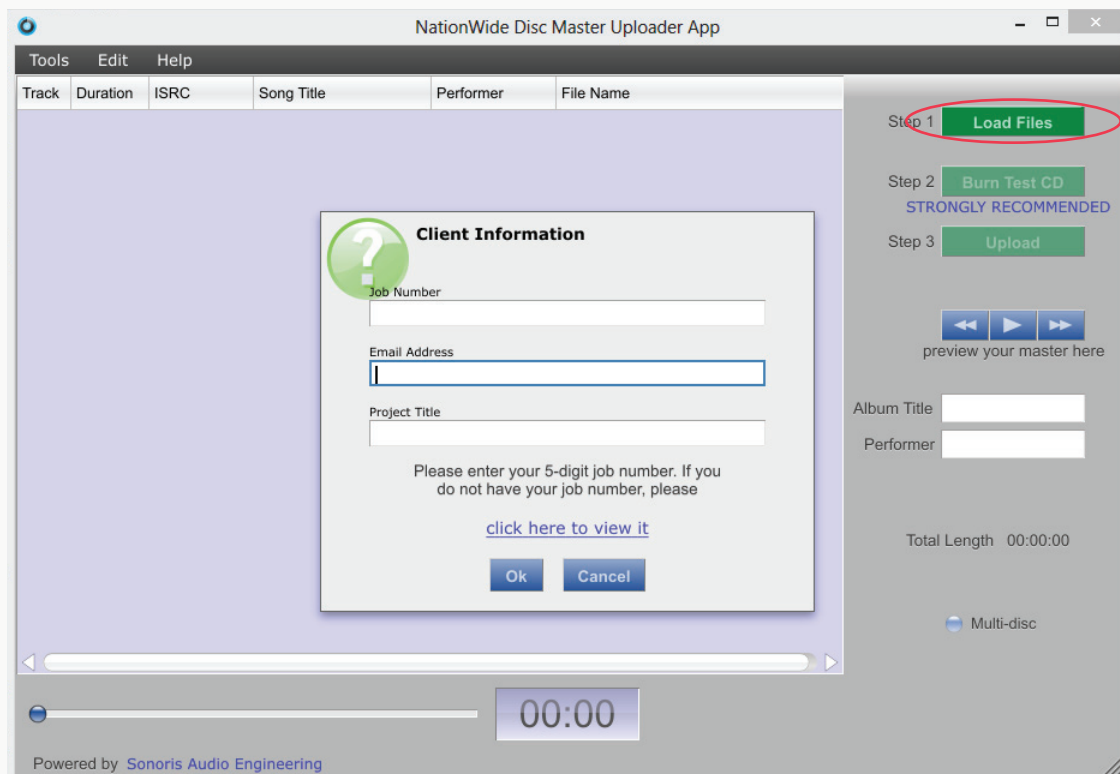 NationWide Disc Master Uploader App
Tools Edit Help
Track Duration ISRC Song Title Performer File Name
Step 1 Load Files
Step 2 Burn Test CD
STRONGLY RECOMMENDED
Step 3 Upload
preview your master here
Album Title
Performer
Total Length 00:00:00
Multi-disc
Client Information
Job Number
Email Address
Project Title
Please enter your 5-digit job number. If you
do not have your job number, please
click here to view it
Ok Cancel
00:00
Powered by Sonoris Audio Engineering